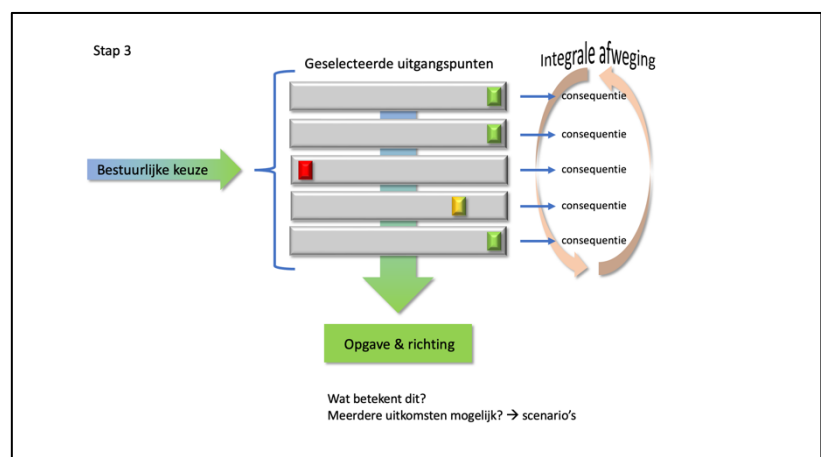 Stap 3
Geselecteerde uitgangspunten
Integrale afweging
consequentie
consequentie
Bestuurlijke keuze
consequentie
consequentie
consequentie
Opgave & richting
Wat betekent dit?
Meerdere uitkomsten mogelijk? → scenario's